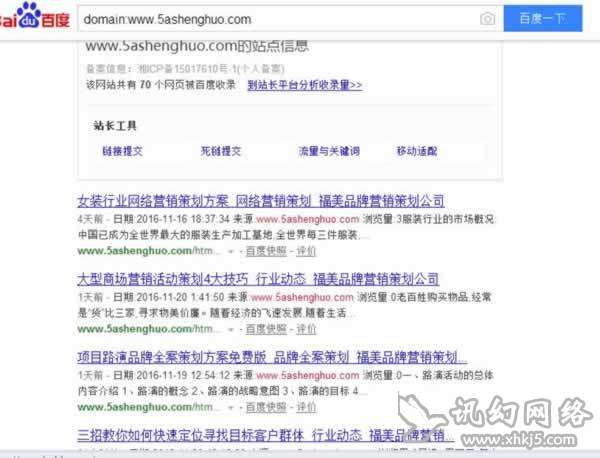 Bai du 百度
domain:www.5ashenghuo.com
百度一下
www.5ashenghuo.com的站点信息
备案信息：湘ICP备15017610号-1(个人备案)
该网站共有 70 个网页被百度收录 到站长平台分析收录量>>
站长工具
链接提交 死链提交 流量与关键词 移动适配
女装行业网络营销策划方案_网络营销策划_福美品牌营销策划公司
4天前 - 日期:2016-11-16 18:37:34 来源:www.5ashenghuo.com 浏览量:3服装行业的市场概况:
中国已成为全世界最大的服装生产加工基地,全世界每三件服装,...
www.5ashenghuo.com/htm... - 百度快照 - 评价
大型商场营销活动策划4大技巧_行业动态_福美品牌营销策划公司
1天前 - 日期:2016-11-20 1:41:50 来源:www.5ashenghuo.com 浏览量:0老百姓购买物品,经常
是“货”比三家,寻求物美价廉。随着经济的飞速发展,随着生活...
www.5ashenghuo.com/htm... - 百度快照 - 评价
项目路演品牌全案策划方案免费版_品牌全案策划_福美品牌营销策划...
1天前 - 日期:2016-11-19 12:54:12 来源:www.5ashenghuo.com 浏览量:0一、路演活动的总体
内容介绍 1、路演的概念 2、路演的战略意图 3、路演的目标 4...
www.5ashenghuo.com/htm... - 百度快照 - 评价
三招教你如何快速定位寻找目标客户群体_行业动态_福美品牌营销...
讯幻网络
www.xhkj5.com